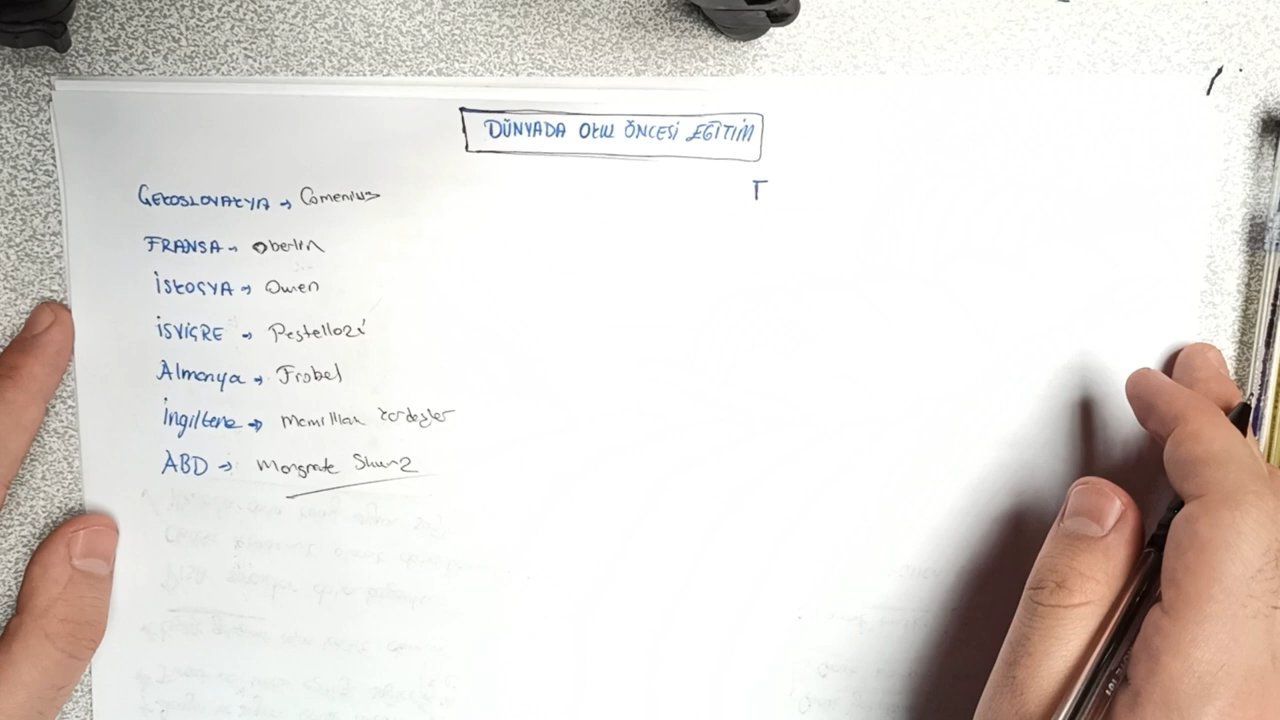 DÜNYADA OKUL ÖNCESİ EĞİTİM
T
ÇEKOSLOVAKYA → Comenius
FRANSA → Oberlin
İSKOÇYA → Owen
İSVİÇRE → Pestellozi
Almanya → Frobel
İngiltere → Mcmillan kardeşler
ABD → Margrate Shurz